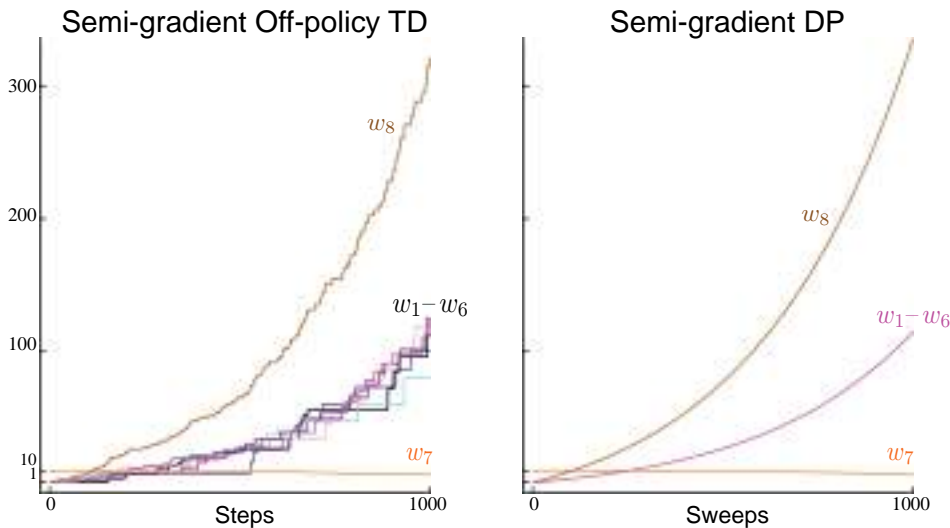 Semi-gradient Off-policy TD
Semi-gradient DP
300
200
100
10
1
w8
w1–w6
w7
0
1000
Steps
w8
w1–w6
w7
0
1000
Sweeps